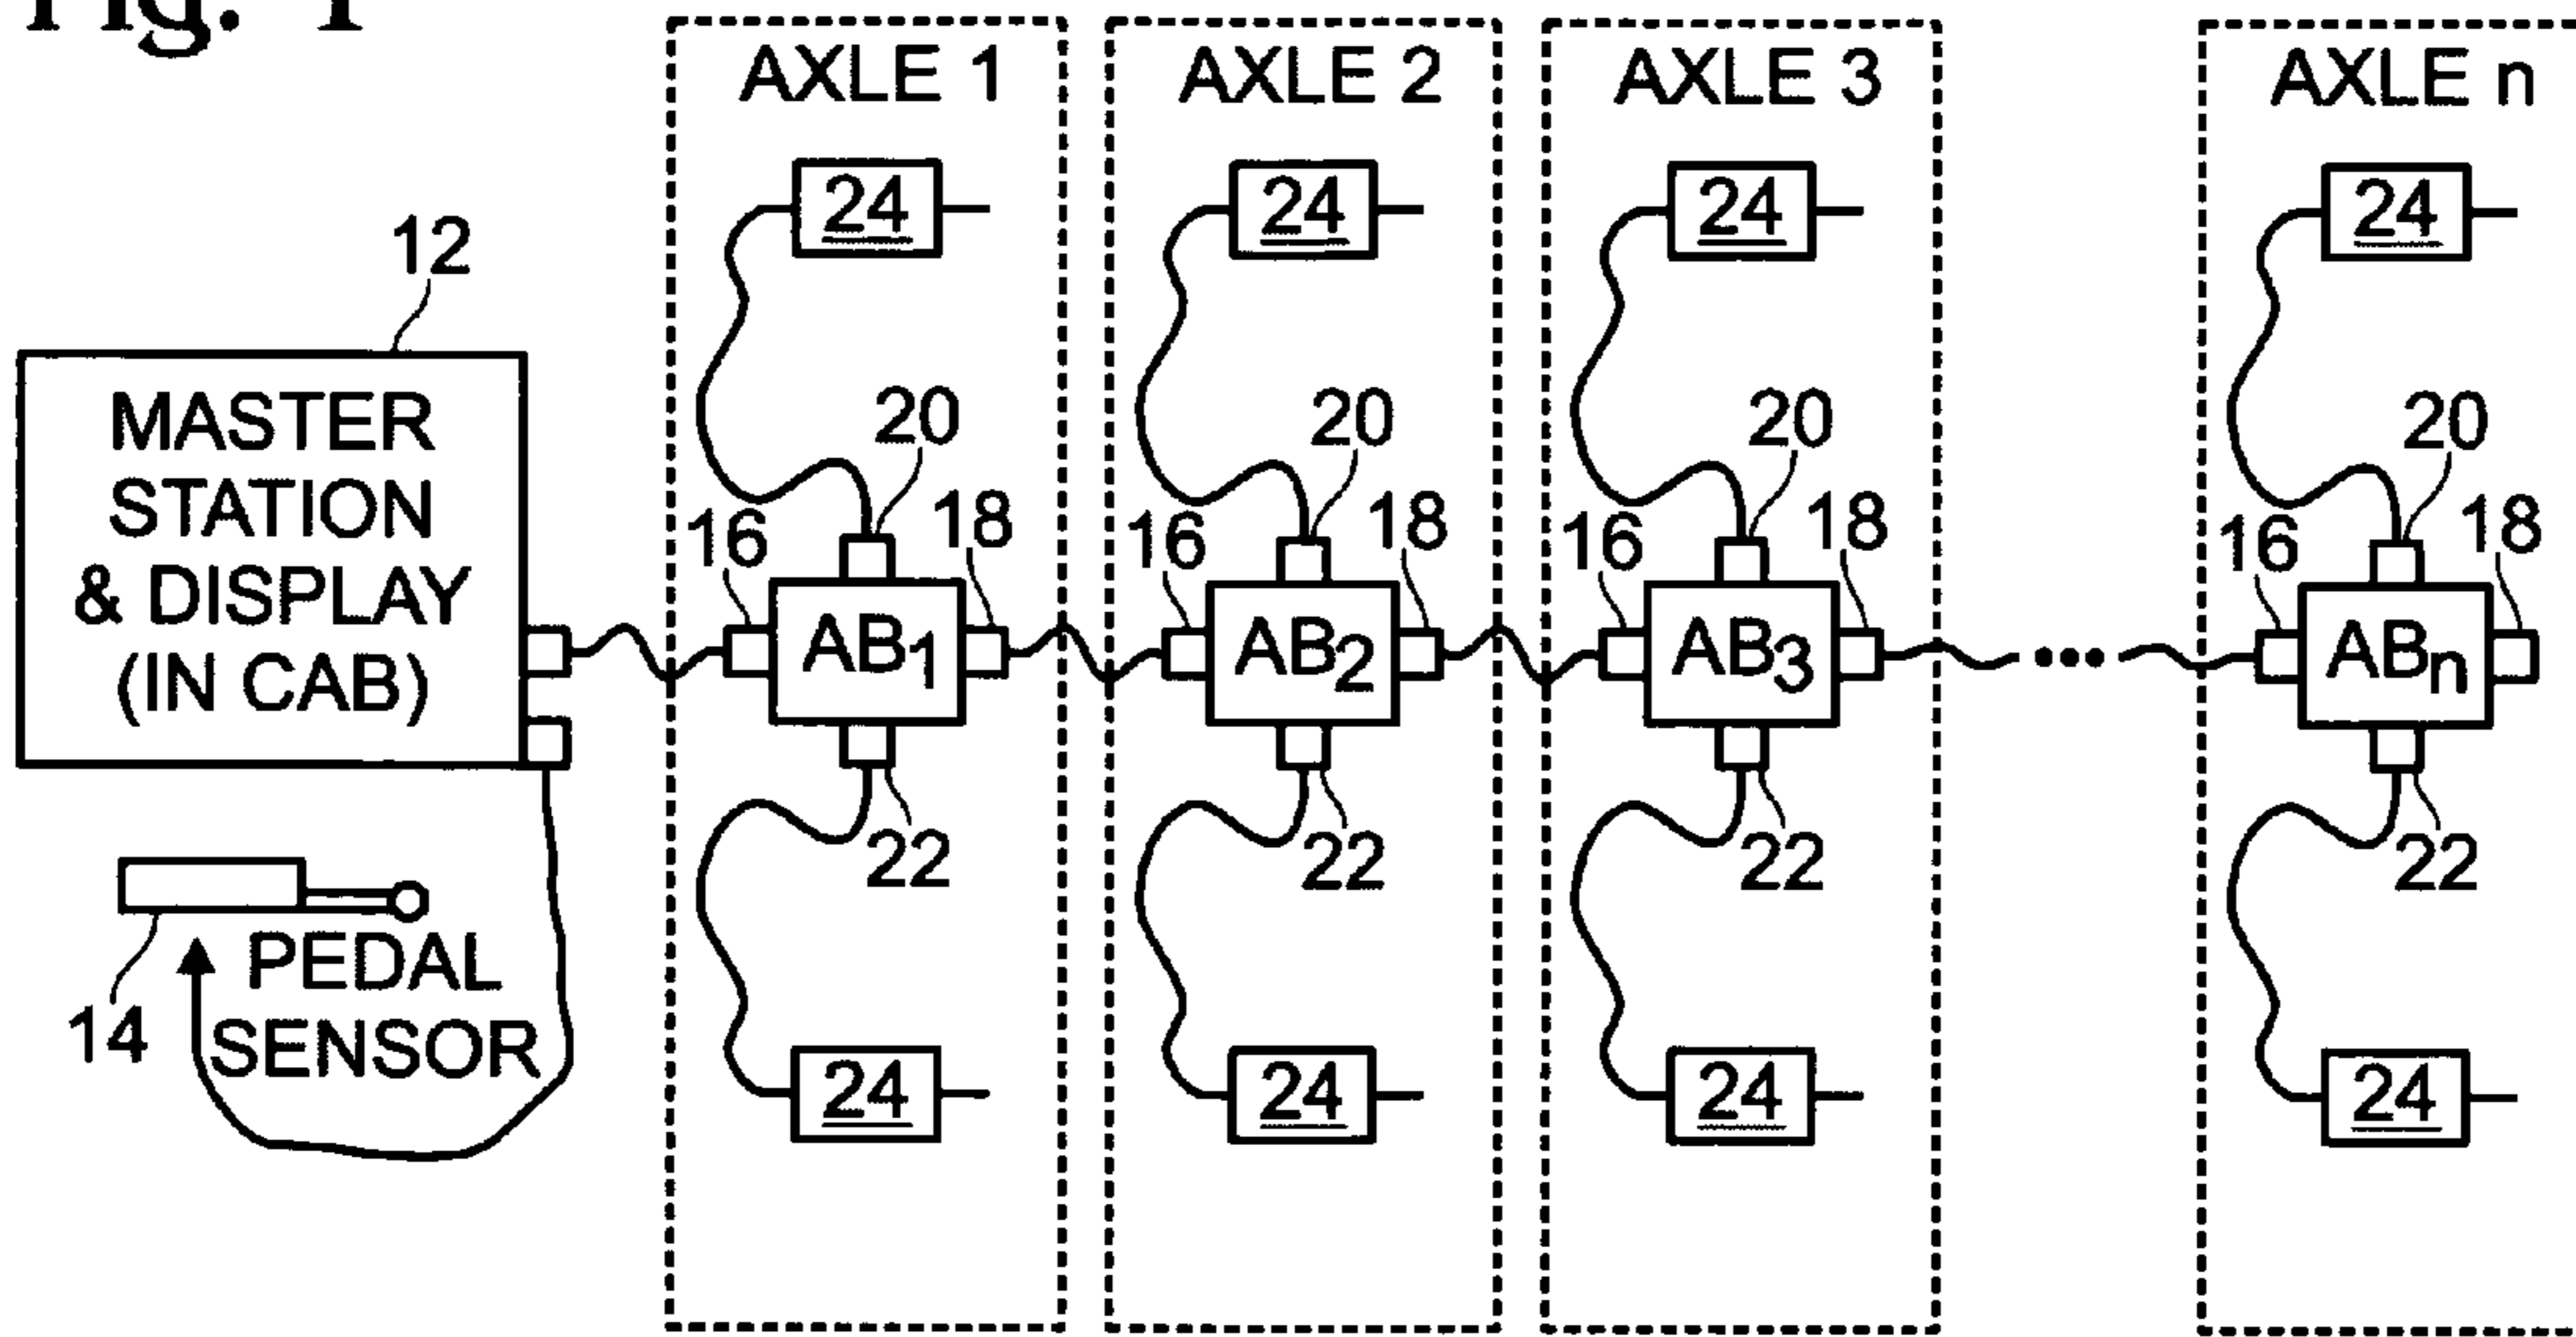 Fig. 1
AXLE 1
AXLE 2
AXLE 3
AXLE n
24
24
24
24
12
MASTER
STATION
& DISPLAY
(IN CAB)
20
20
20
20
16
18
16
18
16
18
16
18
AB1
AB2
AB3
ABn
22
22
22
22
14
PEDAL
SENSOR
24
24
24
24